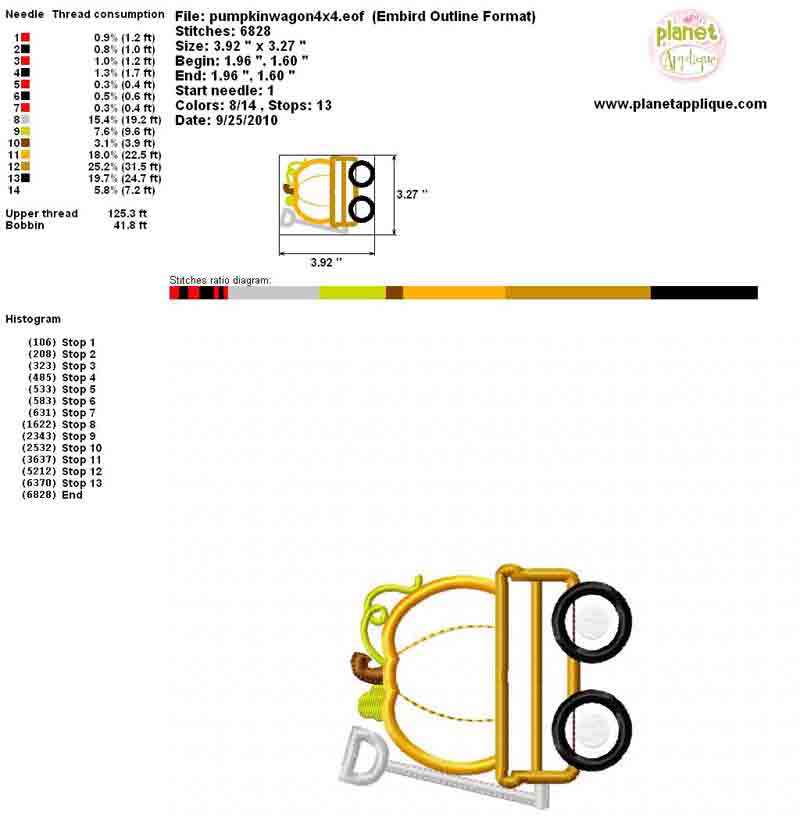 Needle Thread consumption
1 0.9% (1.2 ft)
2 0.8% (1.0 ft)
3 1.0% (1.2 ft)
4 1.3% (1.7 ft)
5 0.3% (0.4 ft)
6 0.5% (0.6 ft)
7 0.3% (0.4 ft)
8 15.4% (19.2 ft)
9 7.6% (9.6 ft)
10 3.1% (3.9 ft)
11 18.0% (22.5 ft)
12 25.2% (31.5 ft)
13 19.7% (24.7 ft)
14 5.8% (7.2 ft)
Upper thread 125.3 ft
Bobbin 41.8 ft
File: pumpkinwagon4x4.eof (Embird Outline Format)
Stitches: 6828
Size: 3.92 " x 3.27 "
Begin: 1.96 ", 1.60 "
End: 1.96 ", 1.60 "
Start needle: 1
Colors: 8/14 , Stops: 13
Date: 9/25/2010
planet
Applique
www.planetapplique.com
3.27 "
3.92 "
Stitches ratio diagram:
Histogram
(106) Stop 1
(208) Stop 2
(323) Stop 3
(485) Stop 4
(533) Stop 5
(583) Stop 6
(631) Stop 7
(1622) Stop 8
(2343) Stop 9
(2532) Stop 10
(3637) Stop 11
(5212) Stop 12
(6370) Stop 13
(6828) End